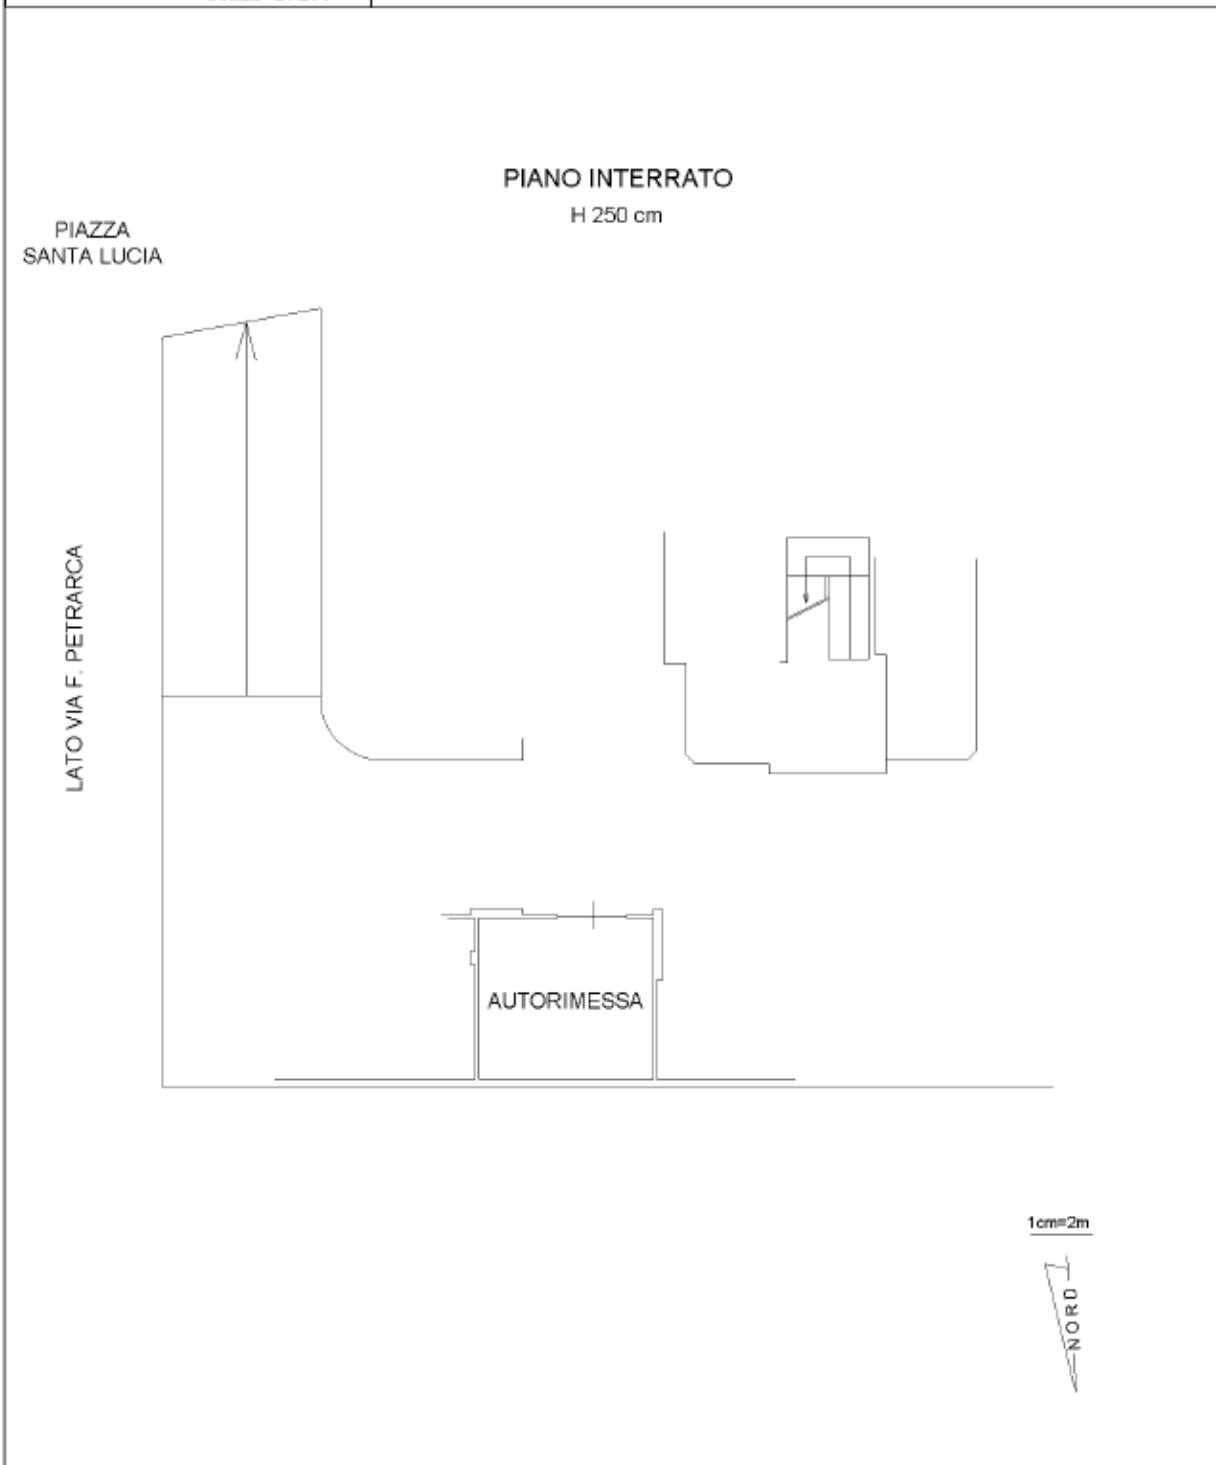 PIANO INTERRATO
H 250 cm
PIAZZA
SANTA LUCIA
LATO VIA F. PETRARCA
AUTORIMESSA
1cm=2m
NORD